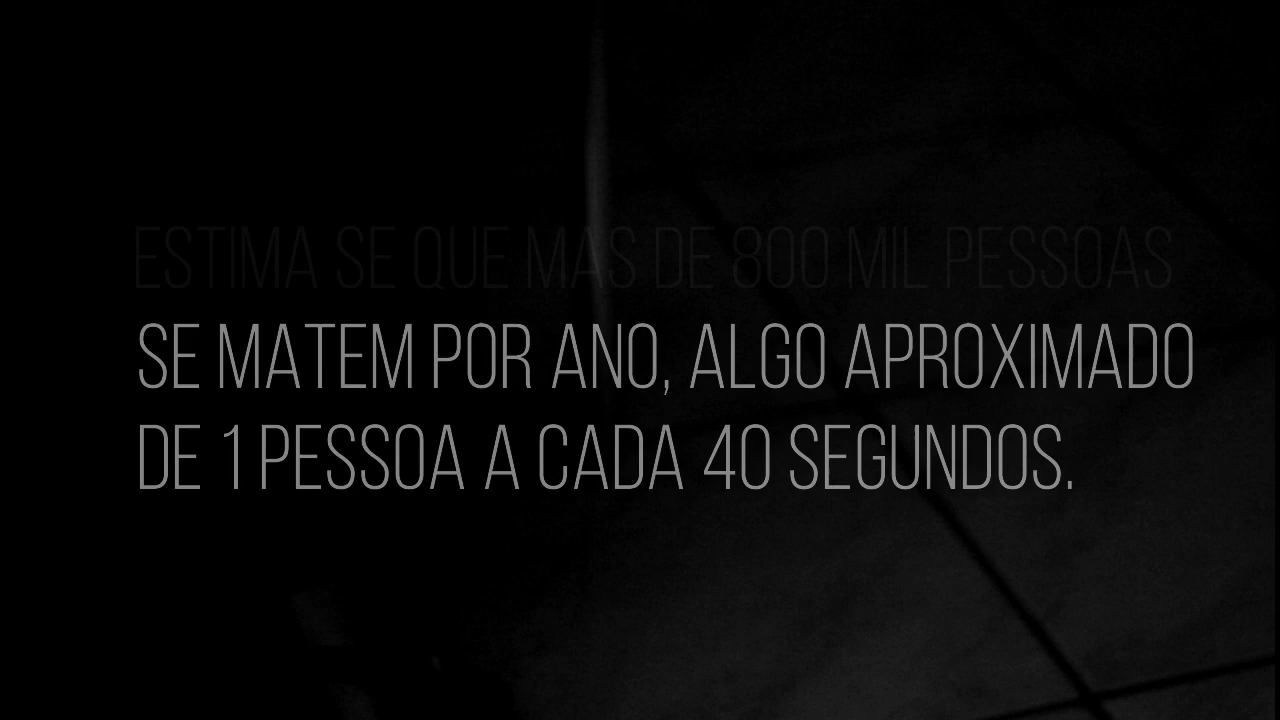 ESTIMA SE QUE MAS DE 800 MIL PESSOAS
SE MATEM POR ANO, ALGO APROXIMADO
DE 1 PESSOA A CADA 40 SEGUNDOS.